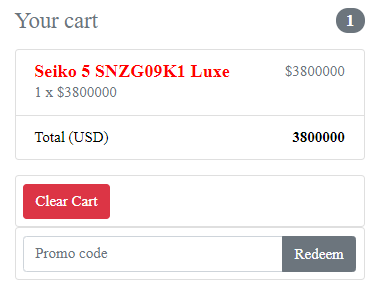 Your cart 1
Seiko 5 SNZG09K1 Luxe $3800000
1 x $3800000
Total (USD) 3800000
Clear Cart
Promo code Redeem